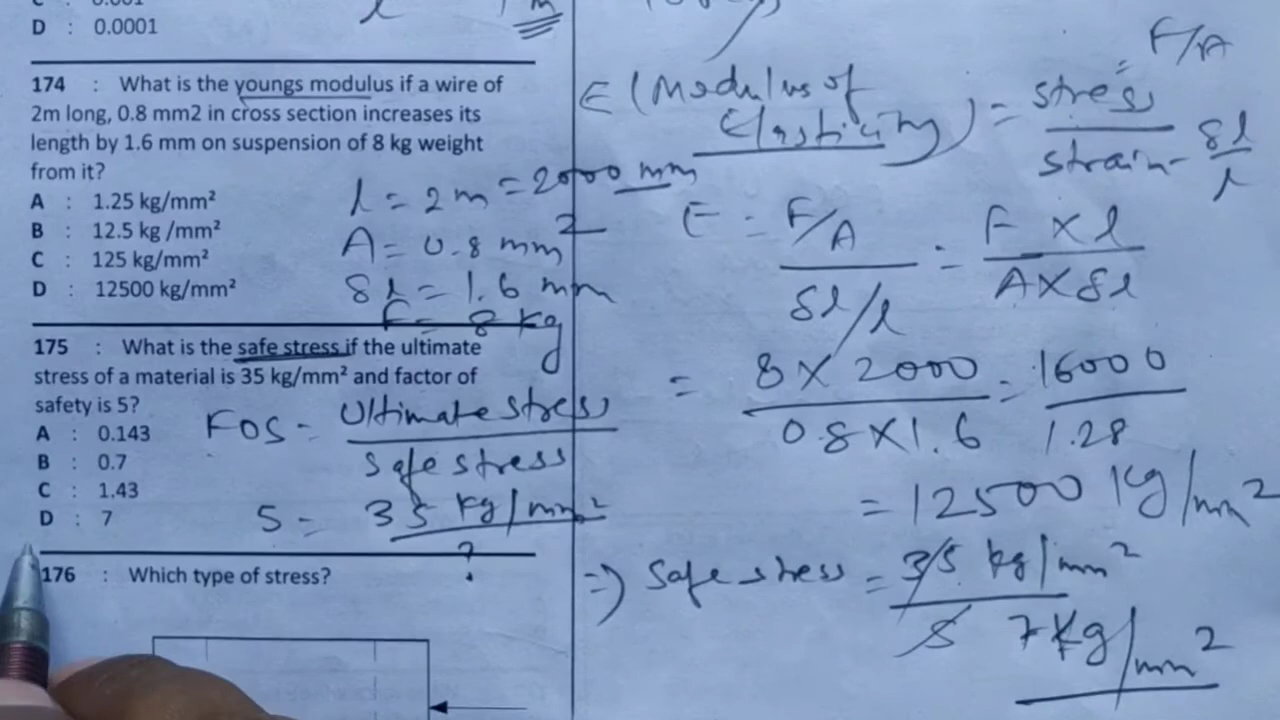 D : 0.0001
174 : What is the youngs modulus if a wire of
2m long, 0.8 mm2 in cross section increases its
length by 1.6 mm on suspension of 8 kg weight
from it?
A : 1.25 kg/mm²
B : 12.5 kg /mm²
C : 125 kg/mm²
D : 12500 kg/mm²
l = 2m = 2000 mm
A = 0.8 mm²
δl = 1.6 mm
F = 8 kg
175 : What is the safe stress if the ultimate
stress of a material is 35 kg/mm² and factor of
safety is 5?
A : 0.143
B : 0.7
C : 1.43
D : 7
FOS = Ultimate stress
Safe stress
5 = 35 kg/mm²
?
176 : Which type of stress?
E (Modulus of
Elasticity) = stress = F/A
strain - δl/l
E = F/A = F x l
δl/l A x δl
= 8 x 2000 = 16000
0.8 x 1.6 1.28
= 12500 kg/mm²
=) Safe stress = 35 kg/mm²
5 7 kg/mm²